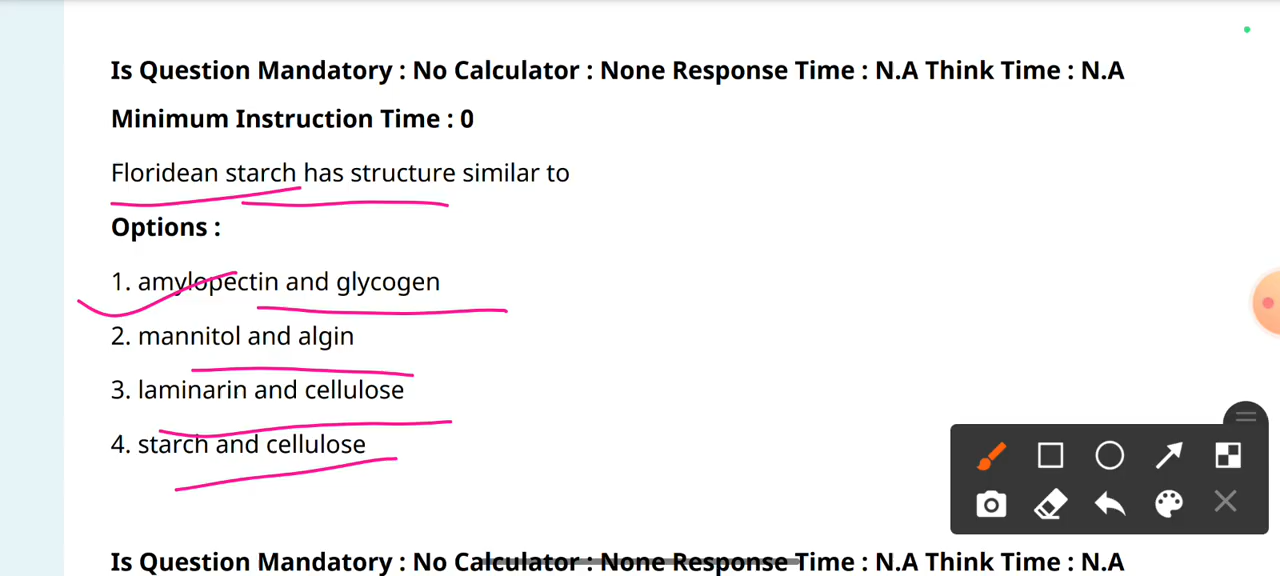 Is Question Mandatory : No Calculator : None Response Time : N.A Think Time : N.A
Minimum Instruction Time : 0
Floridean starch has structure similar to
Options :
1. amylopectin and glycogen
2. mannitol and algin
3. laminarin and cellulose
4. starch and cellulose
Is Question Mandatory : No Calculator : None Response Time : N.A Think Time : N.A